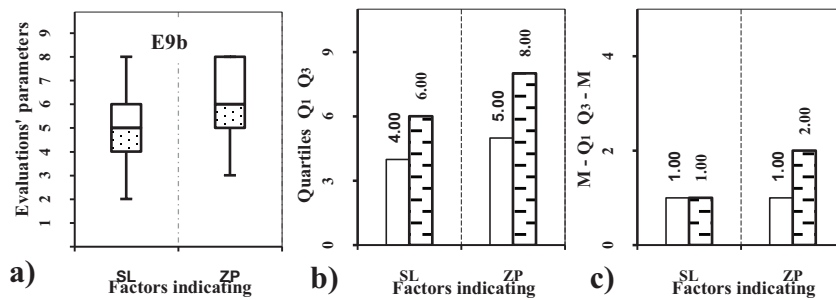 Evaluations' parameters
9
8
7
6
5
4
3
2
1
E9b
SL
ZP
Factors indicating
a)
Quartiles Q1 Q3
9
6
3
0
4.00
6.00
5.00
8.00
SL
ZP
Factors indicating
b)
M - Q1 Q3 - M
4
2
0
1.00
1.00
1.00
2.00
SL
ZP
Factors indicating
c)